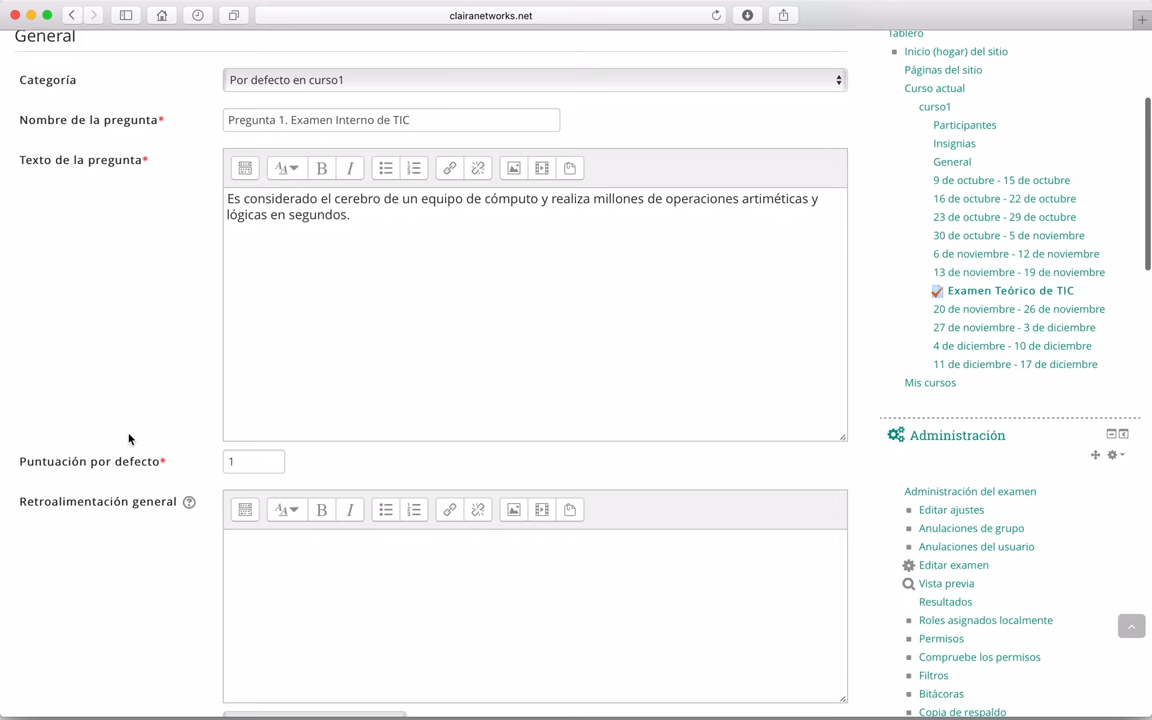 clairanetworks.net
General
Categoría
Por defecto en curso1
Nombre de la pregunta*
Pregunta 1. Examen Interno de TIC
Texto de la pregunta*
Es considerado el cerebro de un equipo de cómputo y realiza millones de operaciones artiméticas y
lógicas en segundos.
Puntuación por defecto*
1
Retroalimentación general
Tablero
Inicio (hogar) del sitio
Páginas del sitio
Curso actual
curso1
Participantes
Insignias
General
9 de octubre - 15 de octubre
16 de octubre - 22 de octubre
23 de octubre - 29 de octubre
30 de octubre - 5 de noviembre
6 de noviembre - 12 de noviembre
13 de noviembre - 19 de noviembre
Examen Teórico de TIC
20 de noviembre - 26 de noviembre
27 de noviembre - 3 de diciembre
4 de diciembre - 10 de diciembre
11 de diciembre - 17 de diciembre
Mis cursos
Administración
Administración del examen
Editar ajustes
Anulaciones de grupo
Anulaciones del usuario
Editar examen
Vista previa
Resultados
Roles asignados localmente
Permisos
Compruebe los permisos
Filtros
Bitácoras
Copia de respaldo